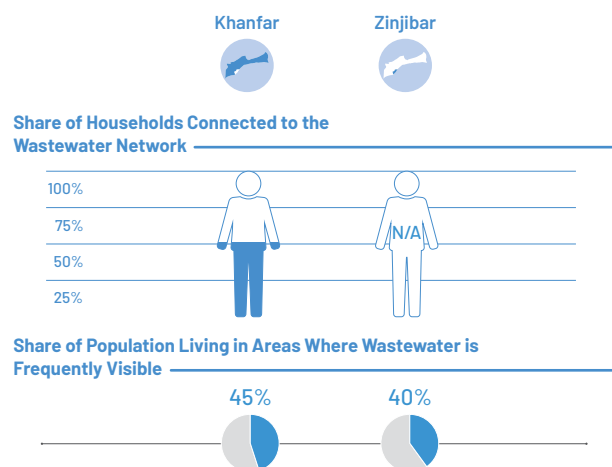 Khanfar Zinjibar
Share of Households Connected to the
Wastewater Network
100%
75%
N/A
50%
25%
Share of Population Living in Areas Where Wastewater is
Frequently Visible
45% 40%